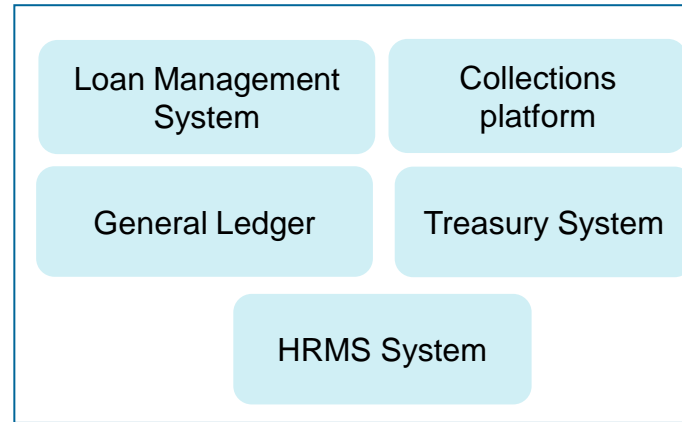 Loan Management
System
Collections
platform
General Ledger
Treasury System
HRMS System